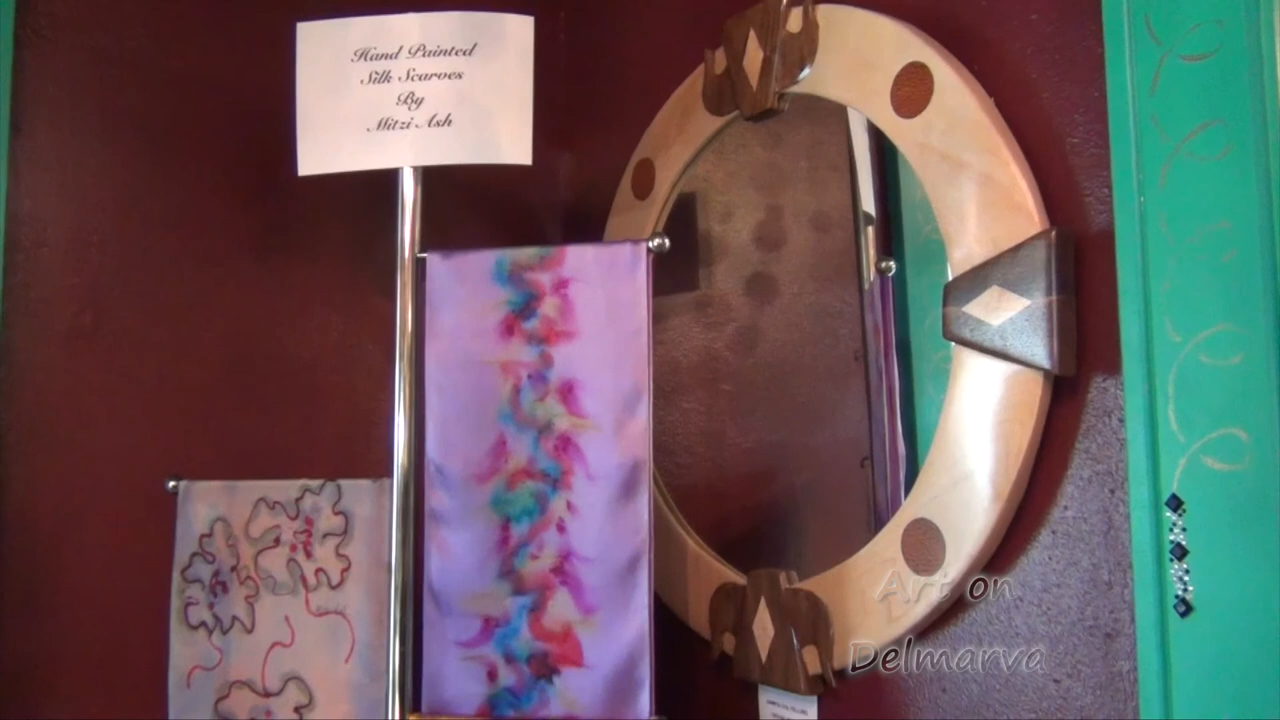 Hand Painted
Silk Scarves
By
Mitzi Ash
Art on
Delmarva